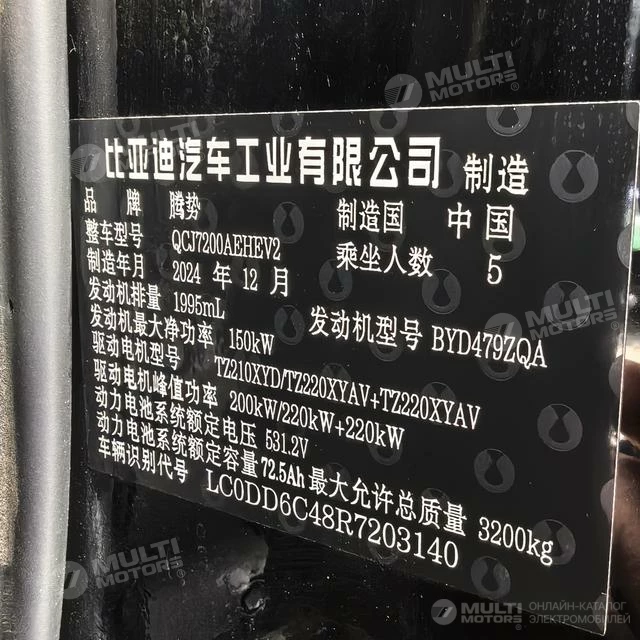 比亚迪汽车工业有限公司 制造
品 牌 腾势 制造国 中国
整车型号 QCJ7200AEHEV2 乘坐人数 5
制造年月 2024 年 12 月
发动机排量 1995mL
发动机最大净功率 150kW 发动机型号 BYD479ZQA
驱动电机型号 TZ210XYD/TZ220XYAV+TZ220XYAV
驱动电机峰值功率 200kW/220kW+220kW
动力电池系统额定电压 531.2V
动力电池系统额定容量 72.5Ah 最大允许总质量 3200kg
车辆识别代号 LC0DD6C48R7203140
MULTI MOTORS
MULTI MOTORS
MULTI MOTORS
MULTI MOTORS ОНЛАЙН-КАТАЛОГ ЭЛЕКТРОМОБИЛЕЙ